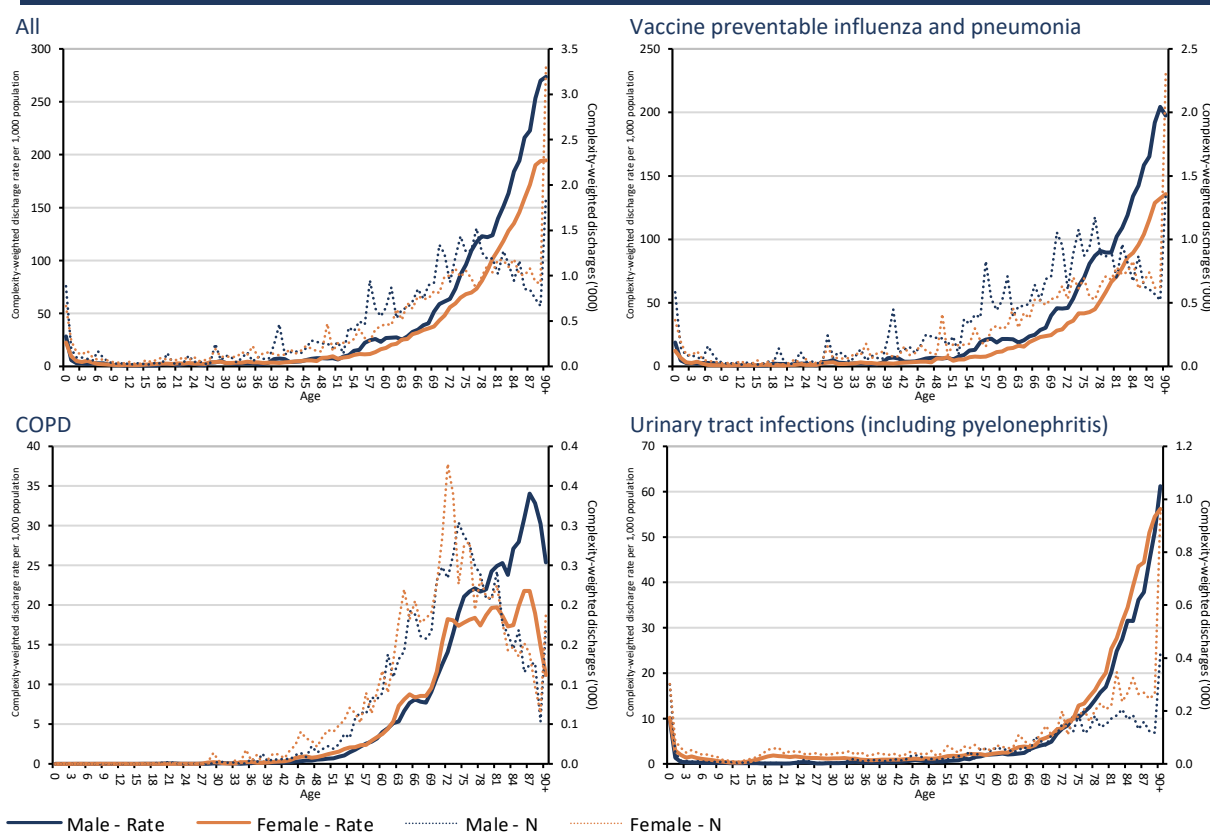 All
Complexity-weighted discharge rate per 1,000 population
300
250
200
150
100
50
0
3.5
3.0
2.5
2.0
1.5
1.0
0.5
0.0
Complexity-weighted discharges ('000)
0 3 6 9 12 15 18 21 24 27 30 33 36 39 42 45 48 51 54 57 60 63 66 69 72 75 78 81 84 87 90+
Age
Vaccine preventable influenza and pneumonia
Complexity-weighted discharge rate per 1,000 population
250
200
150
100
50
0
2.5
2.0
1.5
1.0
0.5
0.0
Complexity-weighted discharges ('000)
0 3 6 9 12 15 18 21 24 27 30 33 36 39 42 45 48 51 54 57 60 63 66 69 72 75 78 81 84 87 90+
Age
COPD
Complexity-weighted discharge rate per 1,000 population
40
35
30
25
20
15
10
5
0
0.4
0.4
0.3
0.3
0.2
0.2
0.1
0.1
0.0
Complexity-weighted discharges ('000)
0 3 6 9 12 15 18 21 24 27 30 33 36 39 42 45 48 51 54 57 60 63 66 69 72 75 78 81 84 87 90+
Age
Urinary tract infections (including pyelonephritis)
Complexity-weighted discharge rate per 1,000 population
70
60
50
40
30
20
10
0
1.2
1.0
0.8
0.6
0.4
0.2
0.0
Complexity-weighted discharges ('000)
0 3 6 9 12 15 18 21 24 27 30 33 36 39 42 45 48 51 54 57 60 63 66 69 72 75 78 81 84 87 90+
Age
Male - Rate Female - Rate Male - N Female - N